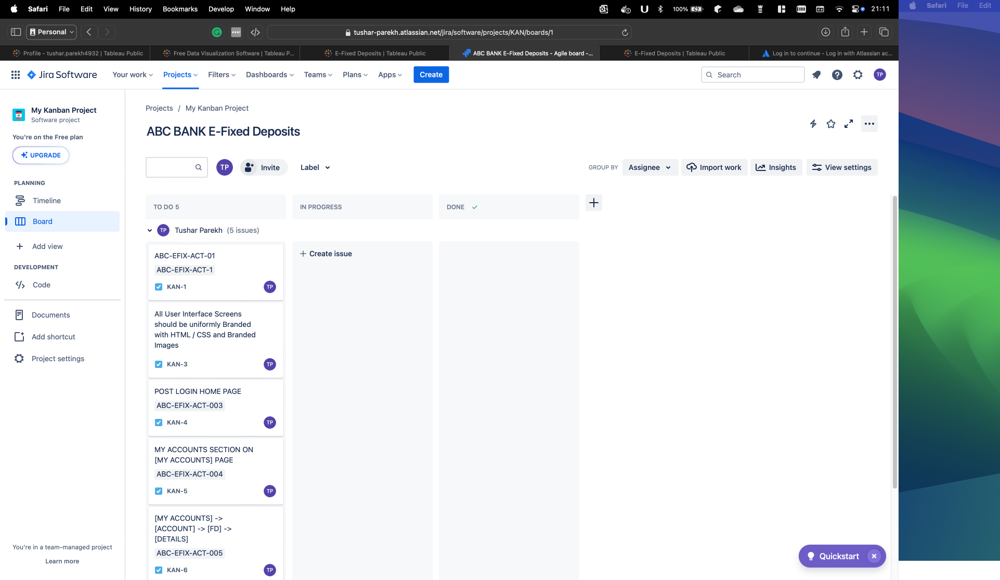 Safari File Edit View History Bookmarks Develop Window Help 100% 21:11
Safari File Edit
Personal tushar-parekh.atlassian.net/jira/software/projects/KAN/boards/1
Profile - tushar.parekh4932 | Tableau Public
Free Data Visualization Software | Tableau P...
E-Fixed Deposits | Tableau Public
ABC BANK E-Fixed Deposits - Agile board -...
E-Fixed Deposits | Tableau Public
Log in to continue - Log in with Atlassian ac...
Jira Software Your work Projects Filters Dashboards Teams Plans Apps Create Search TP
My Kanban Project
Software project
You're on the Free plan
UPGRADE
PLANNING
Timeline
Board
Add view
DEVELOPMENT
Code
Documents
Add shortcut
Project settings
You're in a team-managed project
Learn more
Projects / My Kanban Project
ABC BANK E-Fixed Deposits
TP Invite Label GROUP BY Assignee Import work Insights View settings
TO DO 5 IN PROGRESS DONE
TP Tushar Parekh (5 issues)
ABC-EFIX-ACT-01
ABC-EFIX-ACT-1
KAN-1 TP
All User Interface Screens
should be uniformly Branded
with HTML / CSS and Branded
Images
KAN-3 TP
POST LOGIN HOME PAGE
ABC-EFIX-ACT-003
KAN-4 TP
MY ACCOUNTS SECTION ON
[MY ACCOUNTS] PAGE
ABC-EFIX-ACT-004
KAN-5 TP
[MY ACCOUNTS] ->
[ACCOUNT] -> [FD] ->
[DETAILS]
ABC-EFIX-ACT-005
KAN-6 TP
+ Create issue
Quickstart